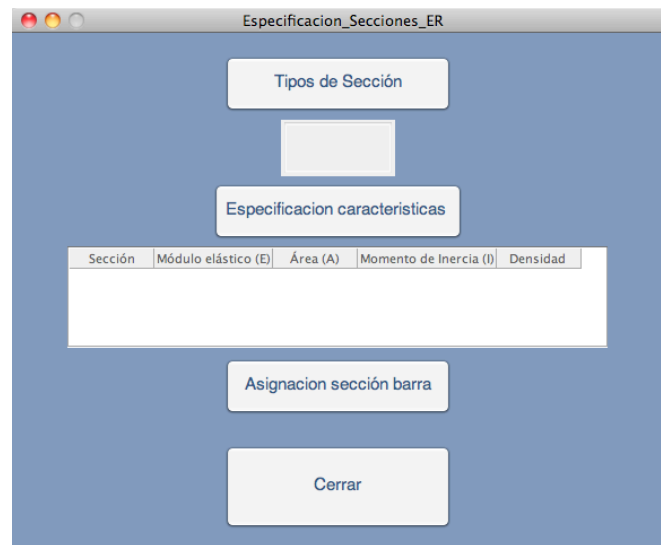 Especificacion_Secciones_ER
Tipos de Sección
Especificacion caracteristicas
Sección Módulo elástico (E) Área (A) Momento de Inercia (I) Densidad
Asignacion sección barra
Cerrar